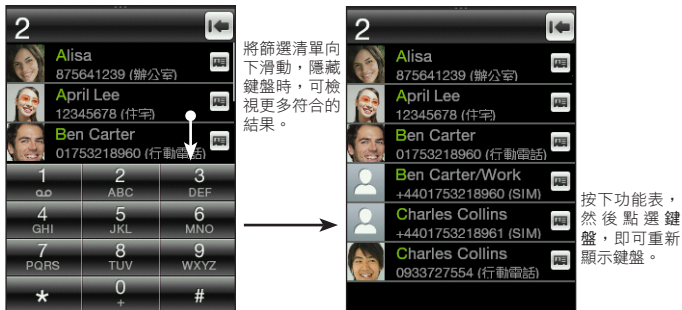 2
Alisa
875641239 (辦公室)
April Lee
12345678 (住宅)
Ben Carter
01753218960 (行動電話)
1
2
ABC
3
DEF
4
GHI
5
JKL
6
MNO
7
PQRS
8
TUV
9
WXYZ
*
0
+
#
將篩選清單向
下滑動,隱藏
鍵盤時,可檢
視更多符合的
結果。
2
Alisa
875641239 (辦公室)
April Lee
12345678 (住宅)
Ben Carter
01753218960 (行動電話)
Ben Carter/Work
+4401753218960 (SIM)
Charles Collins
+4401753218961 (SIM)
Charles Collins
0933727554 (行動電話)
按下功能表,
然後點選鍵
盤,即可重新
顯示鍵盤。